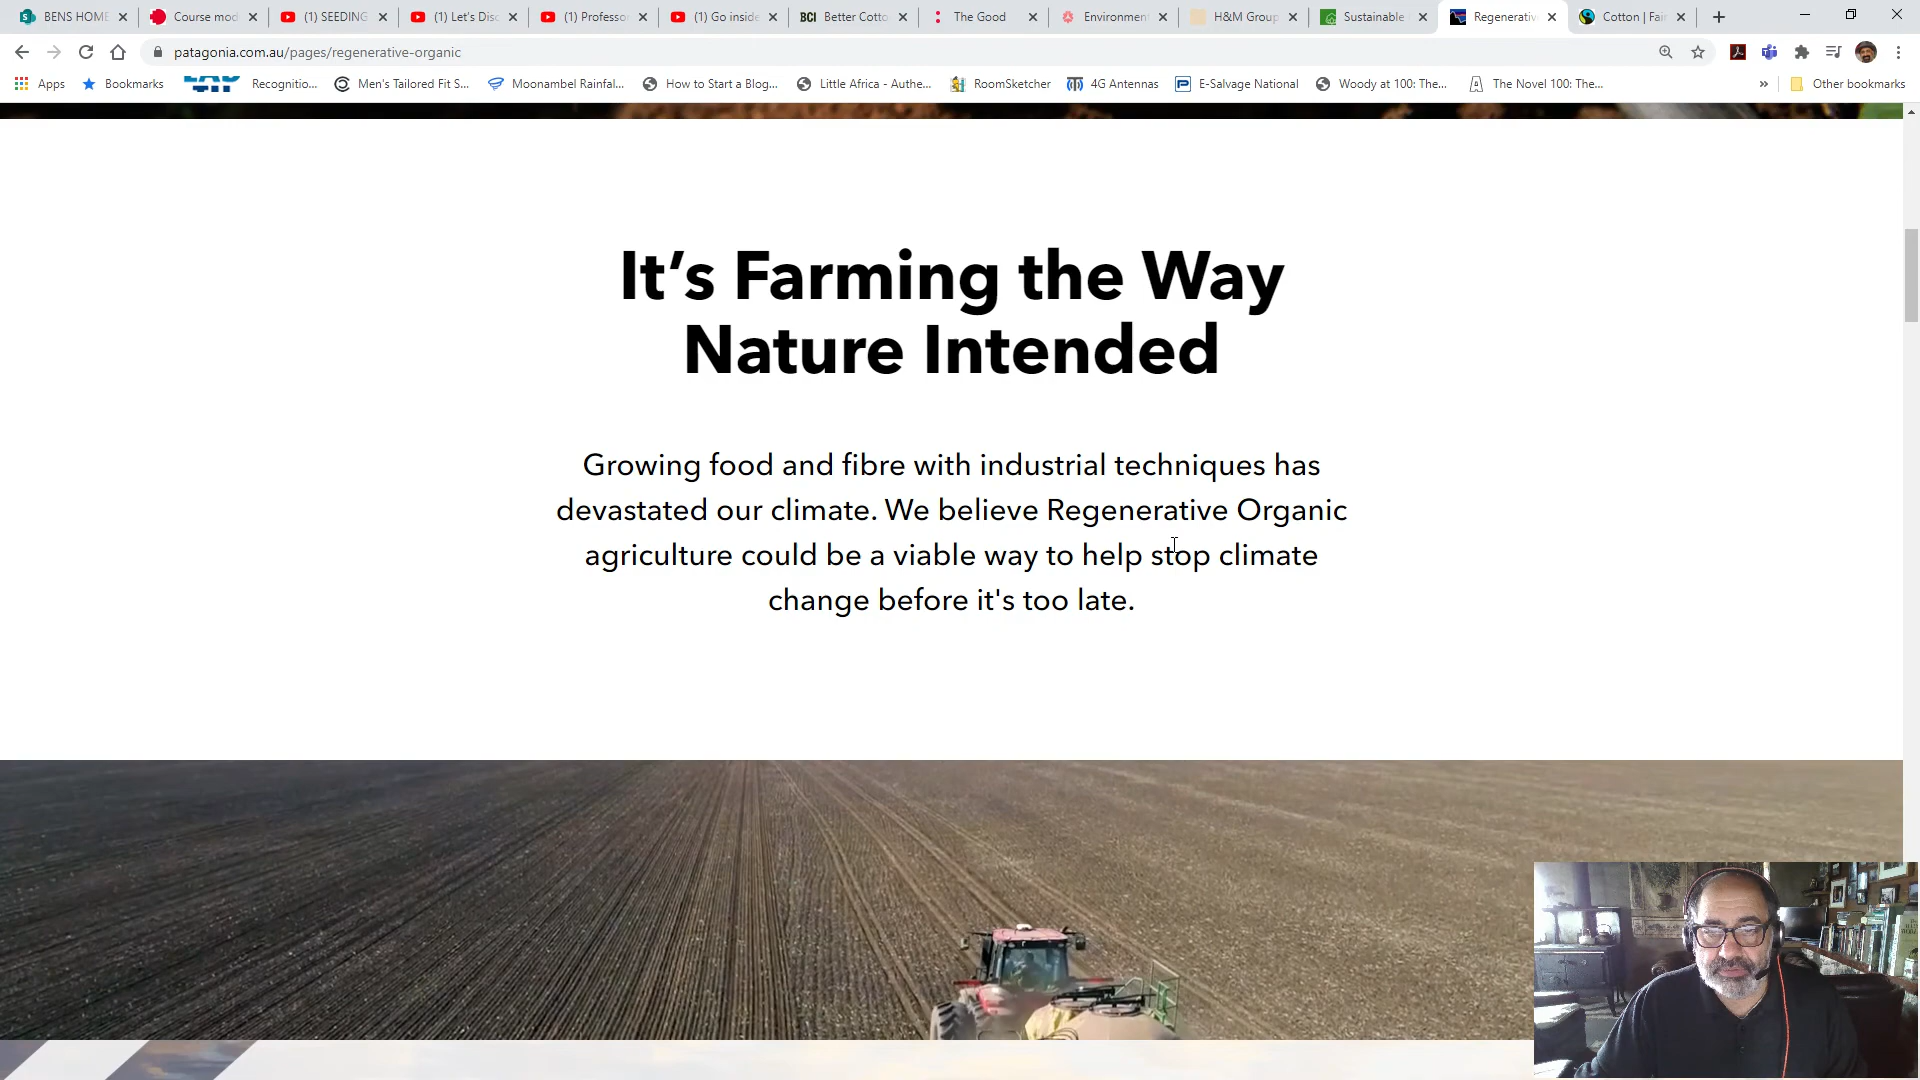 BENS HOME
Course mod
(1) SEEDING
(1) Let's Disc
(1) Professo
(1) Go inside
BCI Better Cotto
The Good
Environmen
H&M Group
Sustainable
Regenerativ
Cotton | Fai
patagonia.com.au/pages/regenerative-organic
Apps
Bookmarks
Recognitio...
Men's Tailored Fit S...
Moonambel Rainfal...
How to Start a Blog...
Little Africa - Authe...
RoomSketcher
4G Antennas
E-Salvage National
Woody at 100: The...
The Novel 100: The...
»
Other bookmarks
It's Farming the Way
Nature Intended
Growing food and fibre with industrial techniques has
devastated our climate. We believe Regenerative Organic
agriculture could be a viable way to help stop climate
change before it's too late.